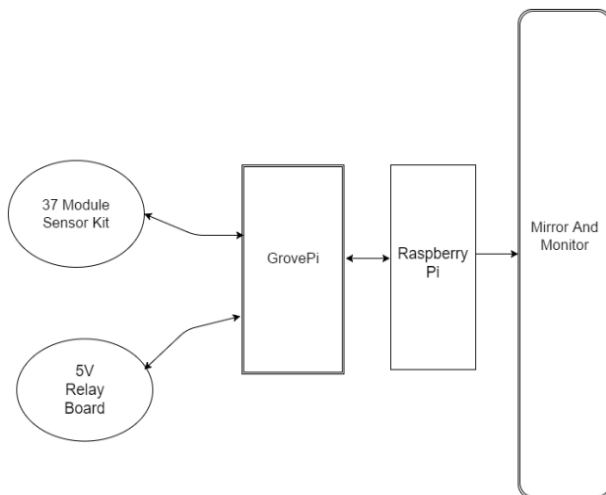 37 Module
Sensor Kit
GrovePi
Raspberry
Pi
Mirror And
Monitor
5V
Relay
Board